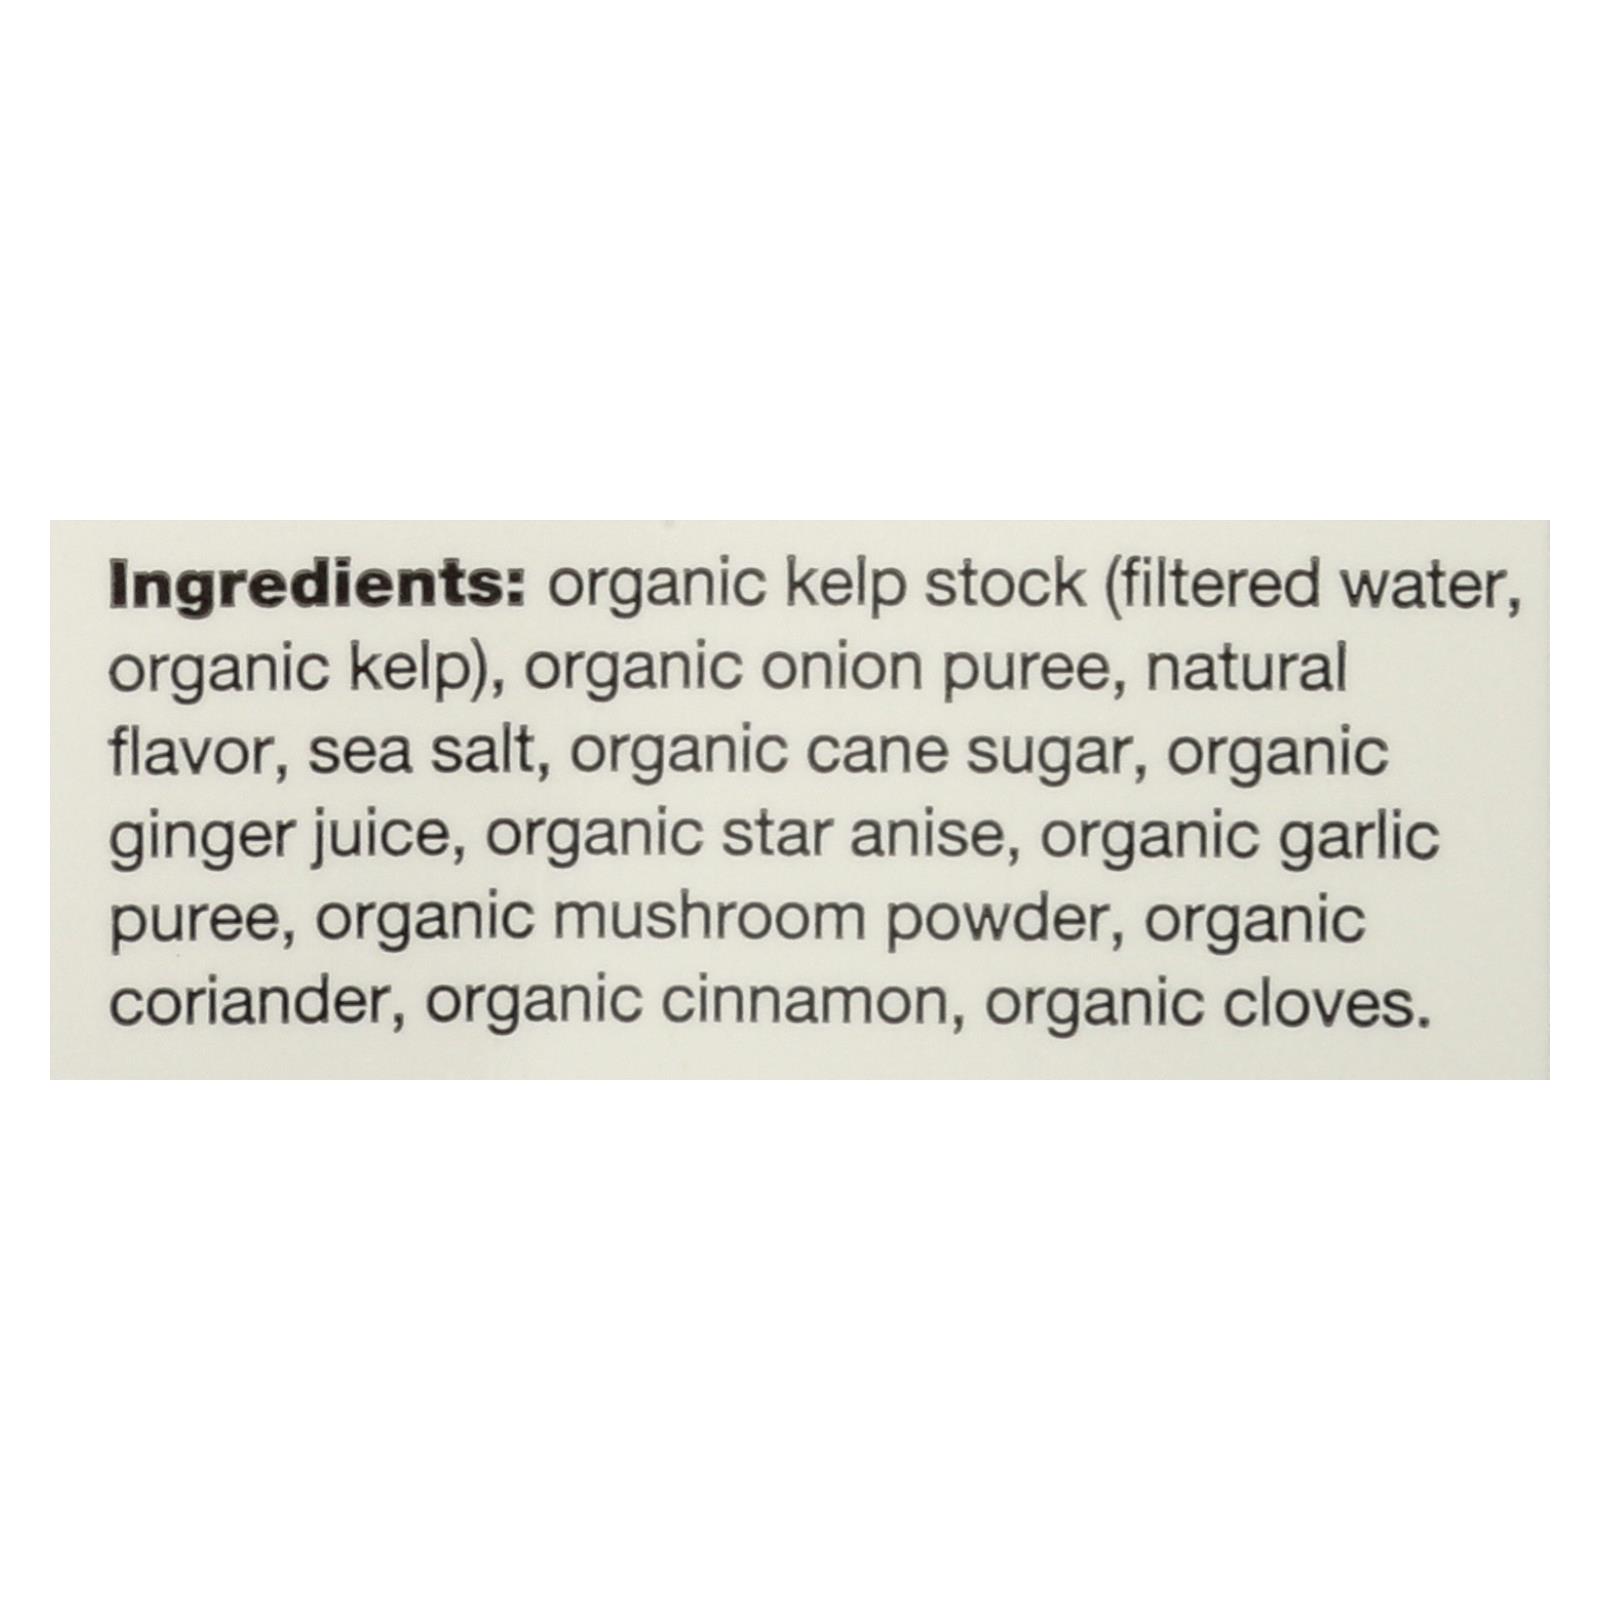 Ingredients: organic kelp stock (filtered water,
organic kelp), organic onion puree, natural
flavor, sea salt, organic cane sugar, organic
ginger juice, organic star anise, organic garlic
puree, organic mushroom powder, organic
coriander, organic cinnamon, organic cloves.